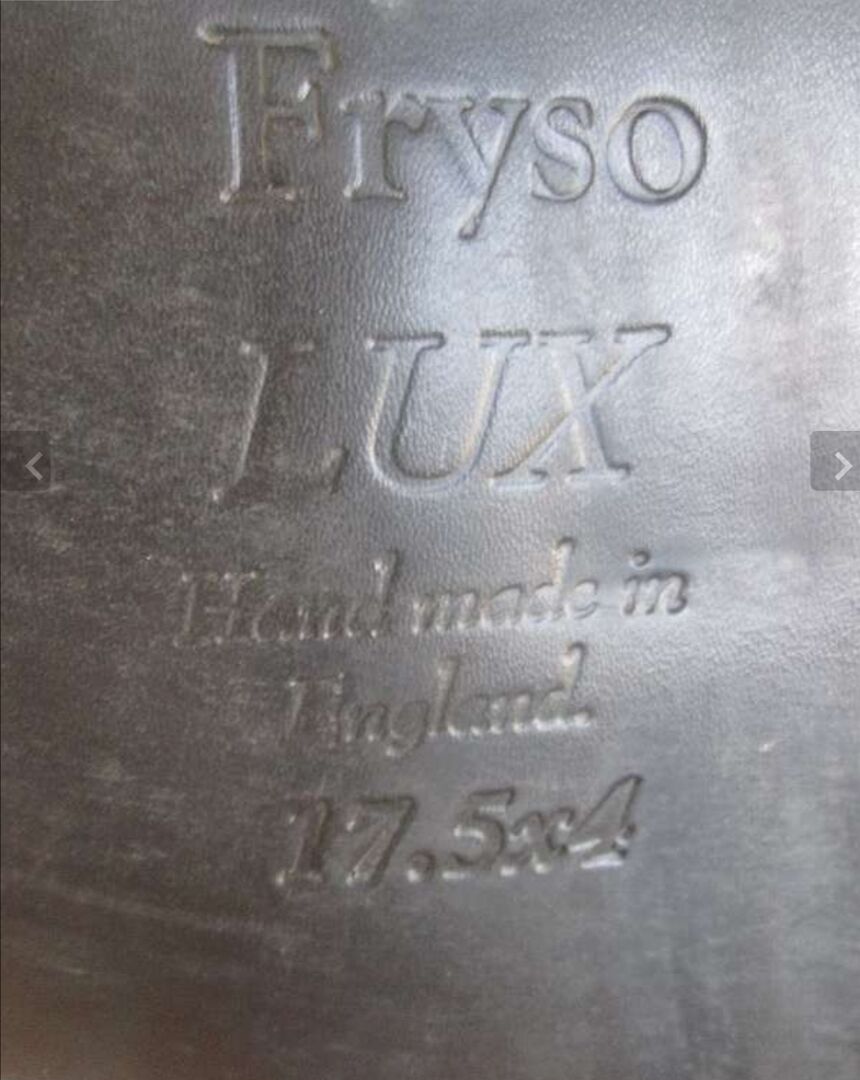 Fryso
LUX
Hand made in
England.
17.5x4